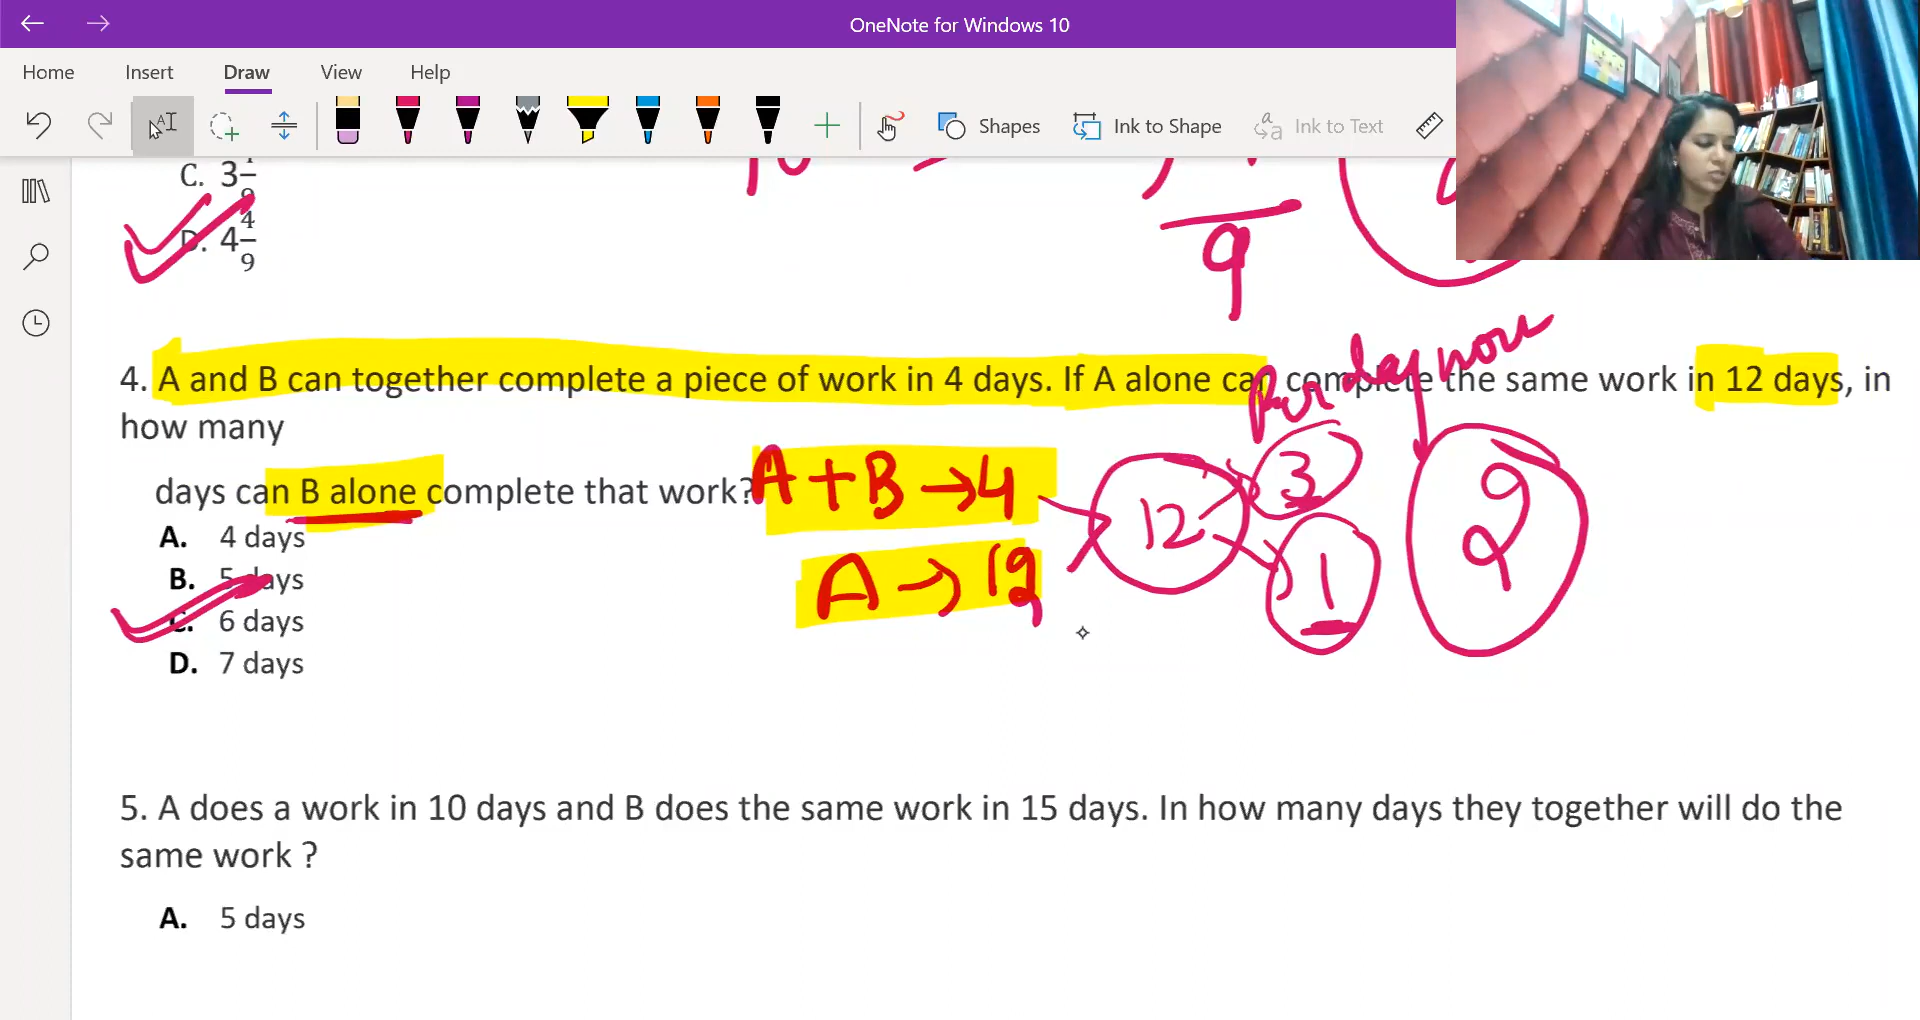 OneNote for Windows 10
Home Insert Draw View Help
Shapes Ink to Shape Ink to Text
C. 3
D. 4 4/9
9
4. A and B can together complete a piece of work in 4 days. If A alone can complete the same work in 12 days, in
how many
days can B alone complete that work?
A. 4 days
B. 5 days
C. 6 days
D. 7 days
Per day work
A + B → 4
A → 12
12
3
1
2
5. A does a work in 10 days and B does the same work in 15 days. In how many days they together will do the
same work ?
A. 5 days